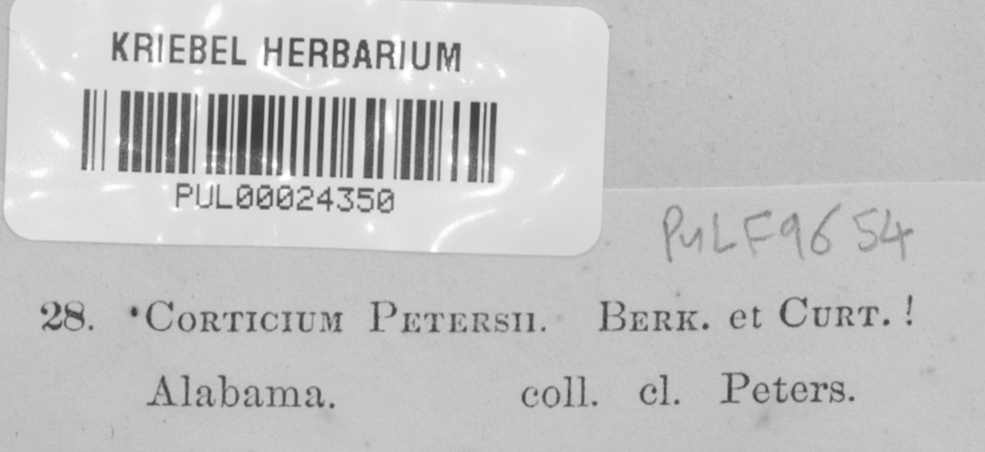 KRIEBEL HERBARIUM
PUL00024350
PULF9654
28. •CORTICIUM PETERSII. BERK. et CURT. !
Alabama. coll. cl. Peters.